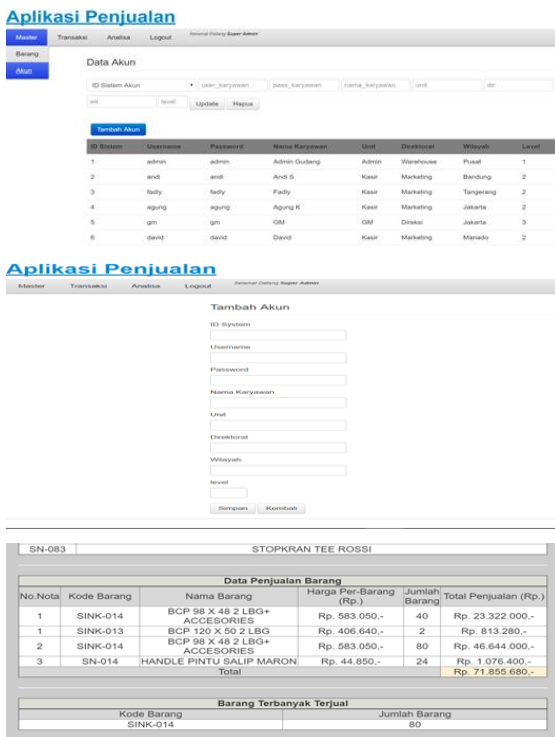 Aplikasi Penjualan
Master Transaksi Analisa Logout Selamat Datang Super Admin
Barang
Akun
Data Akun
ID Sistem Akun user_karyawan pass_karyawan nama_karyawan unit dir
wil level Update Hapus
Tambah Akun
ID Sistem Username Password Nama Karyawan Unit Direktorat Wilayah Level
1 admin admin Admin Gudang Admin Warehouse Pusat 1
2 andi andi Andi S Kasir Marketing Bandung 2
3 fadly fadly Fadly Kasir Marketing Tangerang 2
4 agung agung Agung K Kasir Marketing Jakarta 2
5 gm gm GM GM Direksi Jakarta 3
6 david david David Kasir Marketing Manado 2
Aplikasi Penjualan
Master Transaksi Analisa Logout Selamat Datang Super Admin
Tambah Akun
ID System
Username
Password
Nama Karyawan
Unit
Direktorat
Wilayah
level
Simpan Kembali
SN-083 STOPKRAN TEE ROSSI
Data Penjualan Barang
No.Nota Kode Barang Nama Barang Harga Per-Barang (Rp.) Jumlah Barang Total Penjualan (Rp.)
1 SINK-014 BCP 98 X 48 2 LBG+ ACCESORIES Rp. 583.050,- 40 Rp. 23.322.000,-
1 SINK-013 BCP 120 X 50 2 LBG Rp. 406.640,- 2 Rp. 813.280,-
2 SINK-014 BCP 98 X 48 2 LBG+ ACCESORIES Rp. 583.050,- 80 Rp. 46.644.000,-
3 SN-014 HANDLE PINTU SALIP MARON Rp. 44.850,- 24 Rp. 1.076.400,-
Total Rp. 71.855.680,-
Barang Terbanyak Terjual
Kode Barang Jumlah Barang
SINK-014 80